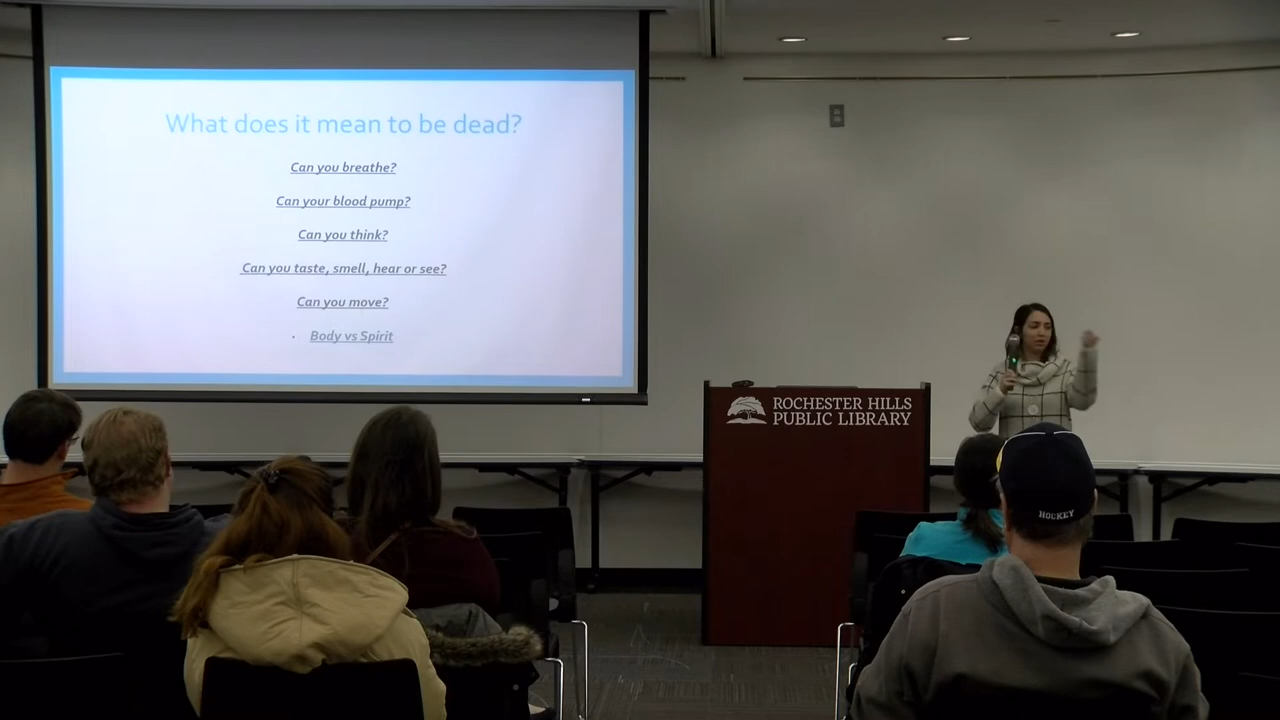 What does it mean to be dead?
Can you breathe?
Can your blood pump?
Can you think?
Can you taste, smell, hear or see?
Can you move?
• Body vs Spirit
ROCHESTER HILLS
PUBLIC LIBRARY
HOCKEY